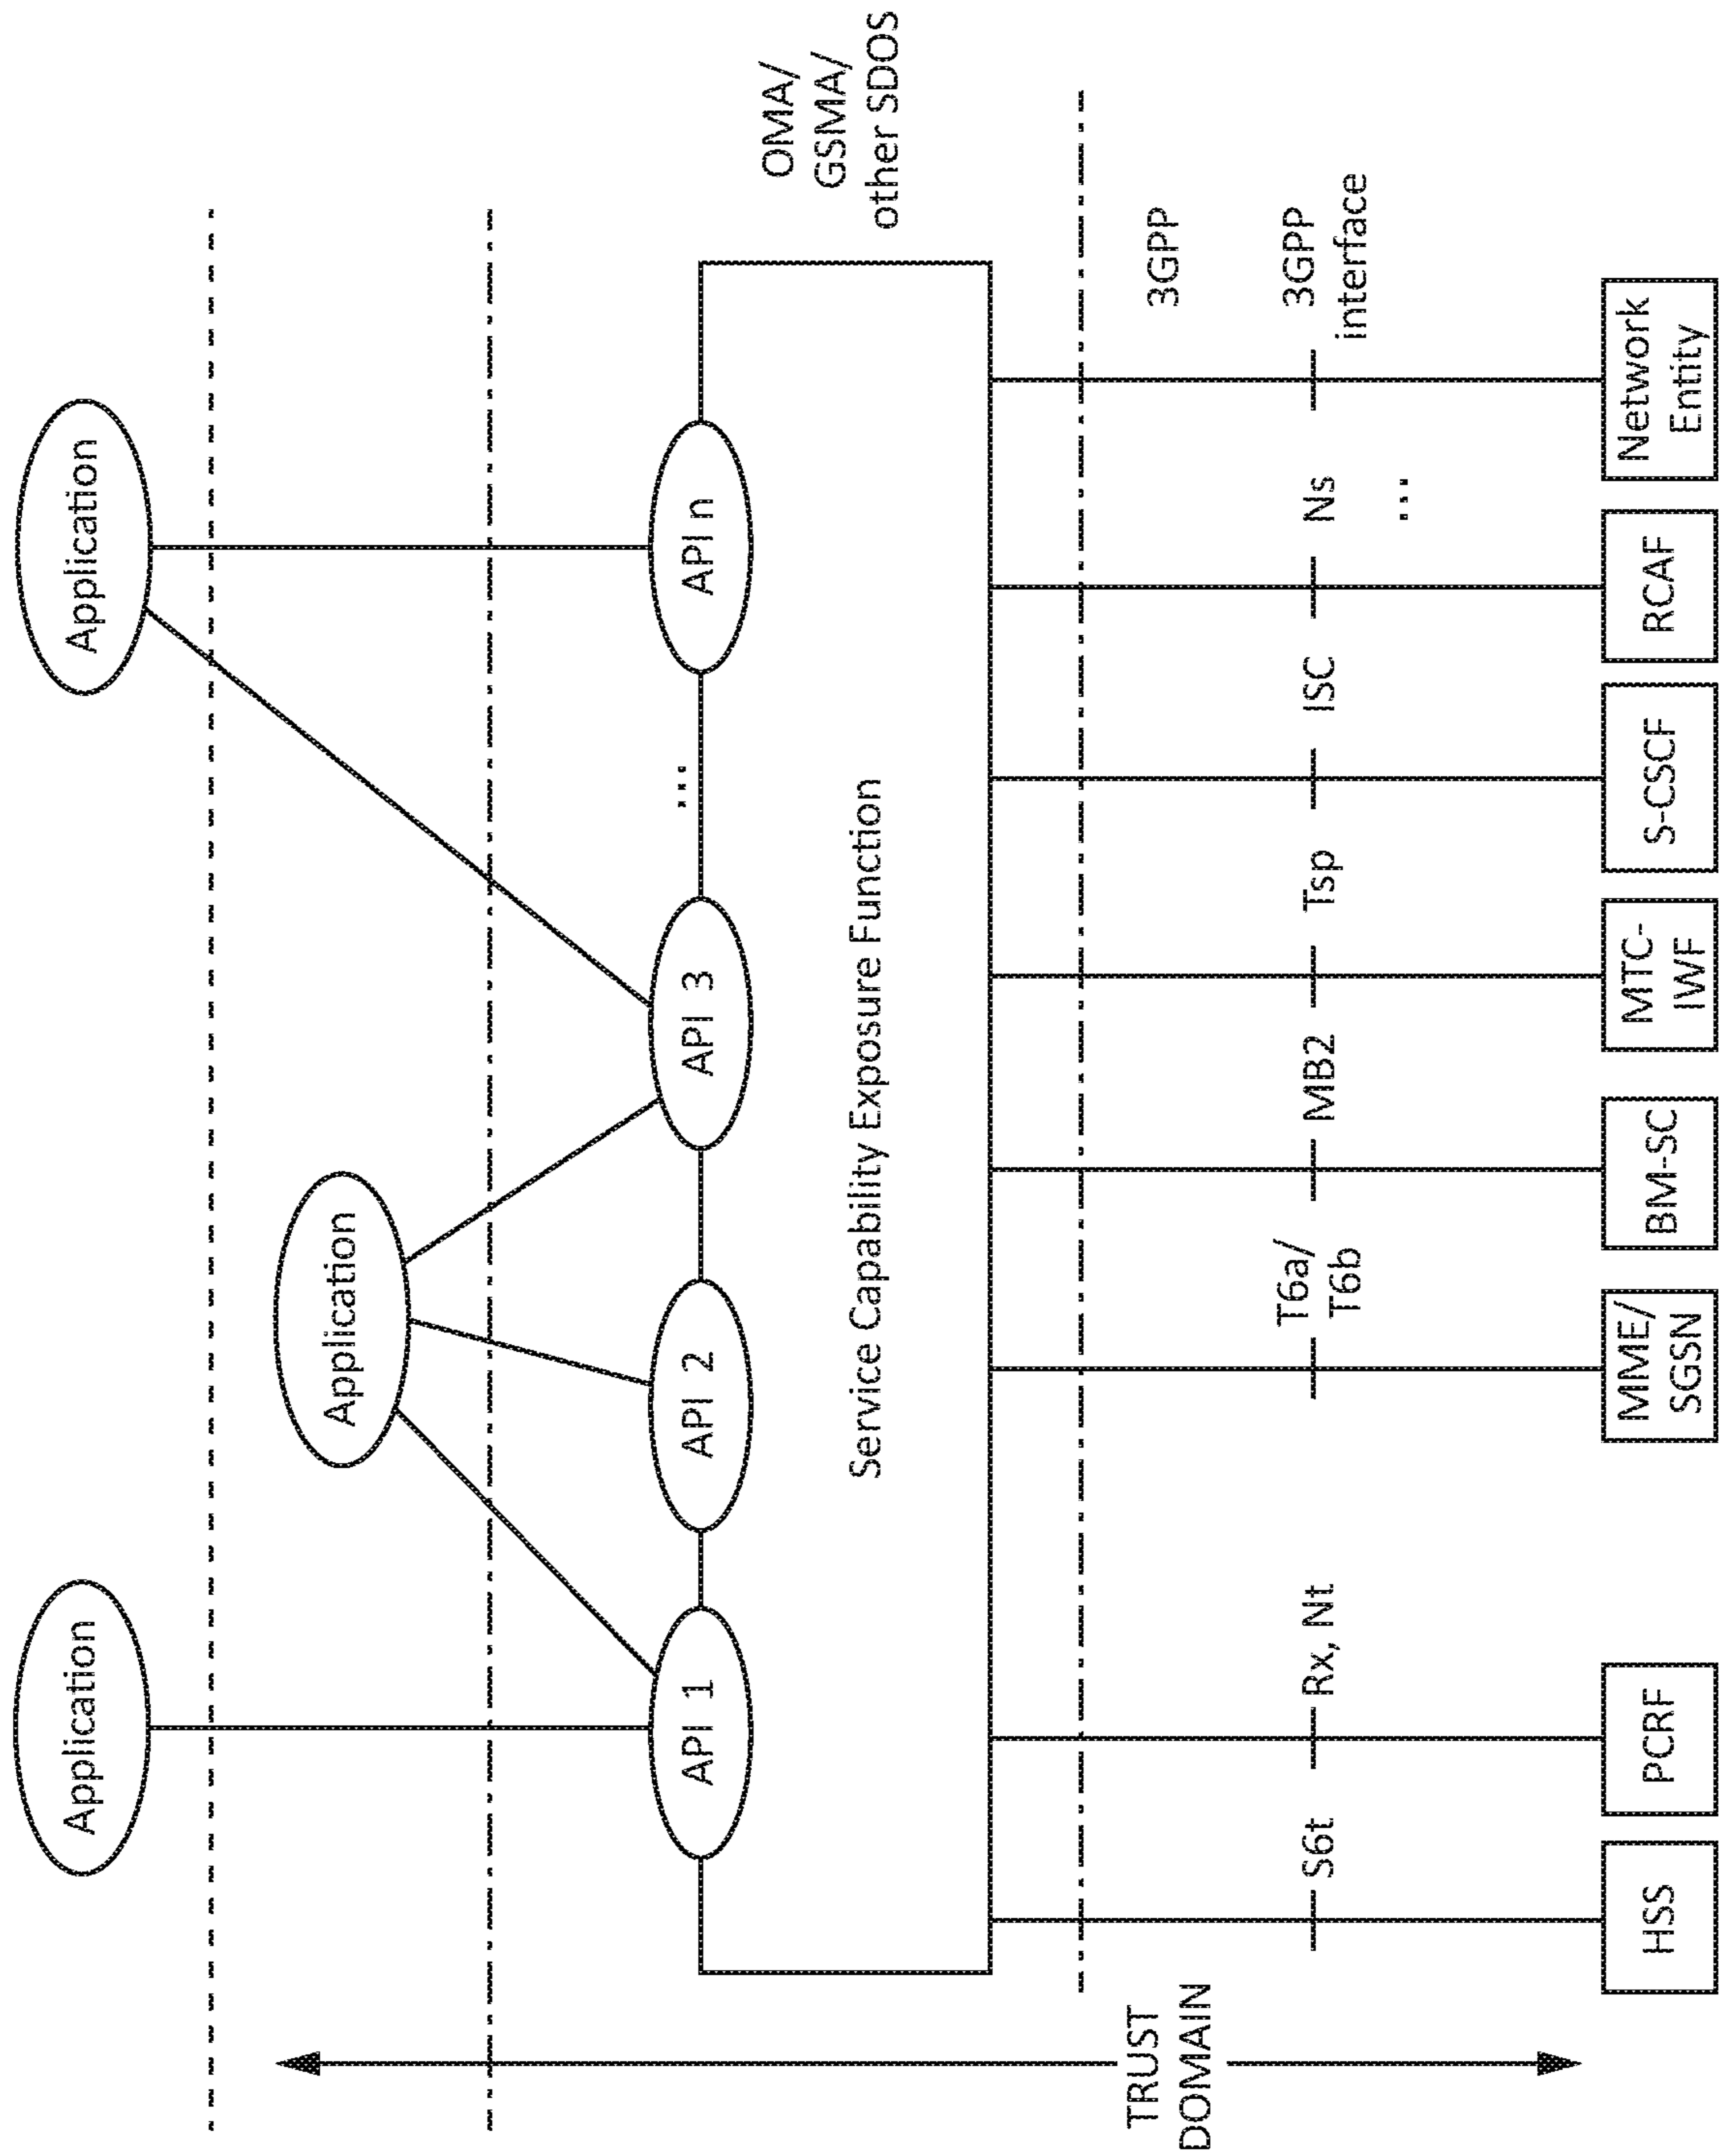 Application
Application
Application
API 1
API 2
API 3
...
API n
Service Capability Exposure Function
OMA/
GSMA/
other SDOS
TRUST
DOMAIN
3GPP
S6t
Rx, Nt
T6a/
T6b
MB2
Tsp
ISC
Ns
...
3GPP
interface
HSS
PCRF
MME/
SGSN
BM-SC
MTC-
IWF
S-CSCF
RCAF
Network
Entity